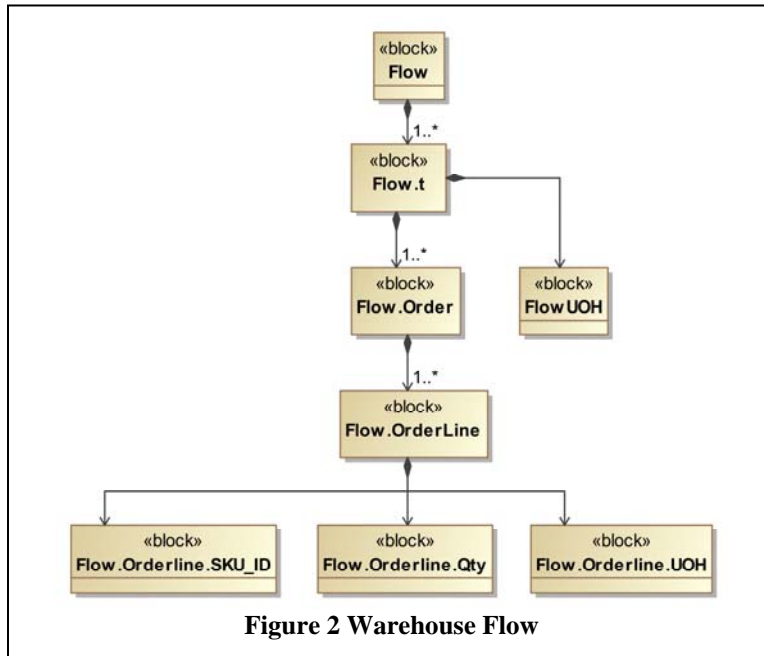 «block»
Flow
1..*
«block»
Flow.t
1..*
«block»
Flow.Order
«block»
FlowUOH
1..*
«block»
Flow.OrderLine
«block»
Flow.Orderline.SKU_ID
«block»
Flow.Orderline.Qty
«block»
Flow.Orderline.UOH
Figure 2 Warehouse Flow